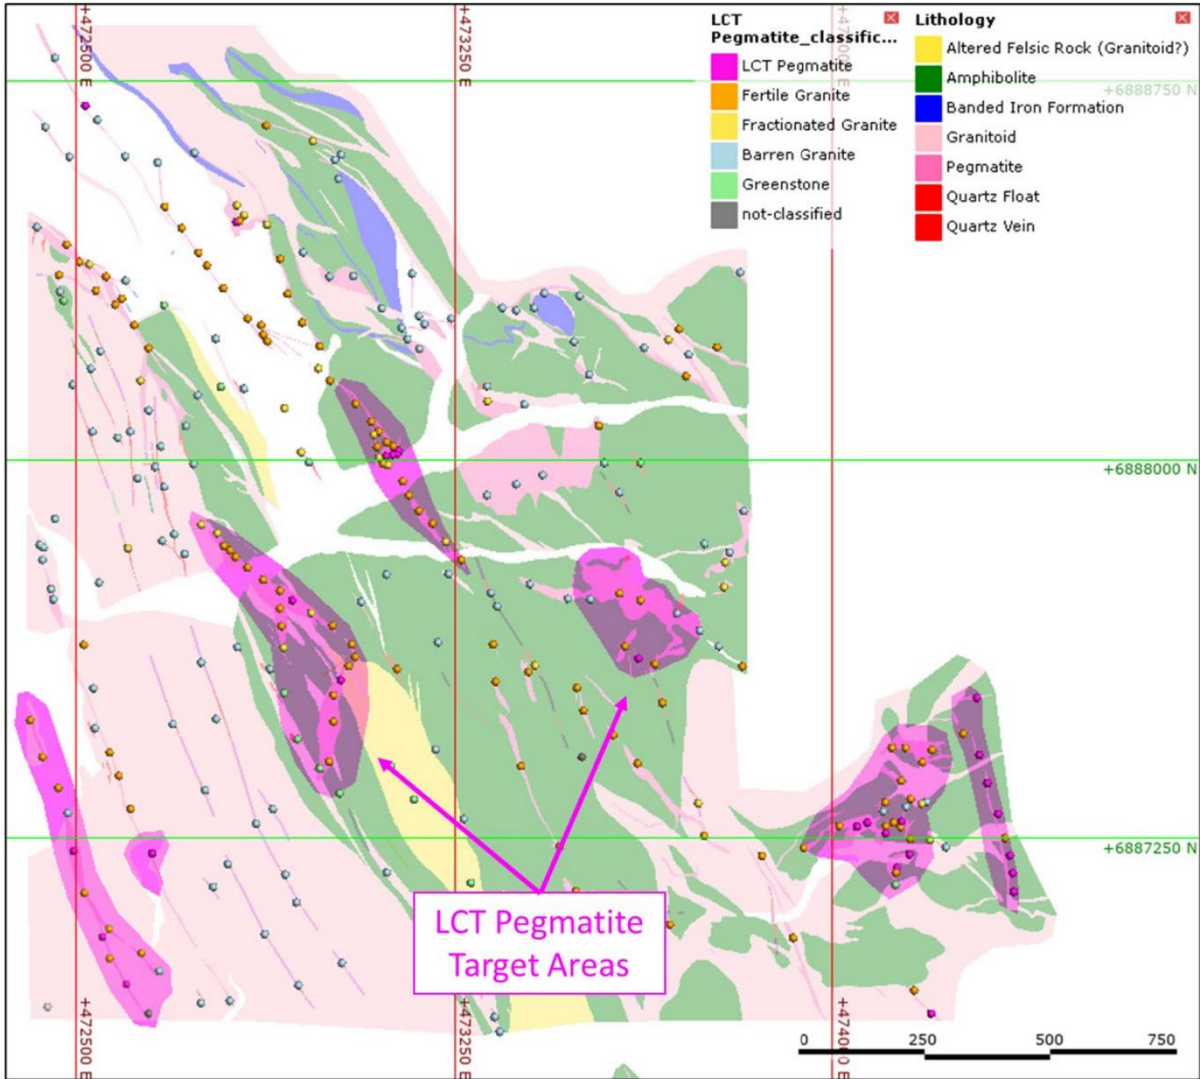 LCT
Pegmatite_classific...
LCT Pegmatite
Fertile Granite
Fractionated Granite
Barren Granite
Greenstone
not-classified
Lithology
Altered Felsic Rock (Granitoid?)
Amphibolite
Banded Iron Formation
Granitoid
Pegmatite
Quartz Float
Quartz Vein
+472500 E
+473250 E
+6888750 N
+6888000 N
+6887250 N
LCT Pegmatite
Target Areas
+472500 E
+473250 E
+474000 E
0
250
500
750